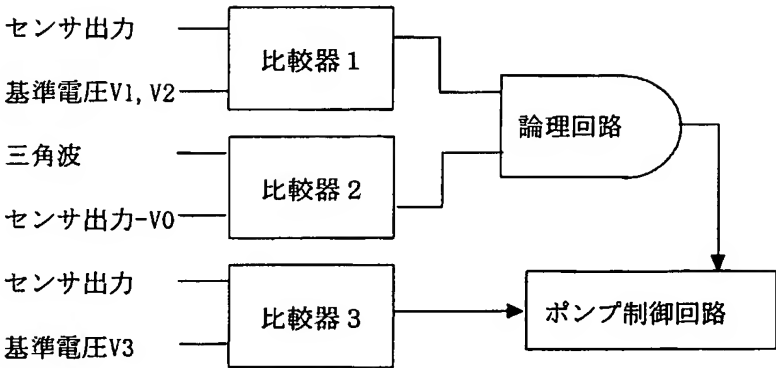 センサ出力
比較器1
基準電圧V1,V2
論理回路
三角波
比較器2
センサ出力-V0
センサ出力
比較器3
ポンプ制御回路
基準電圧V3